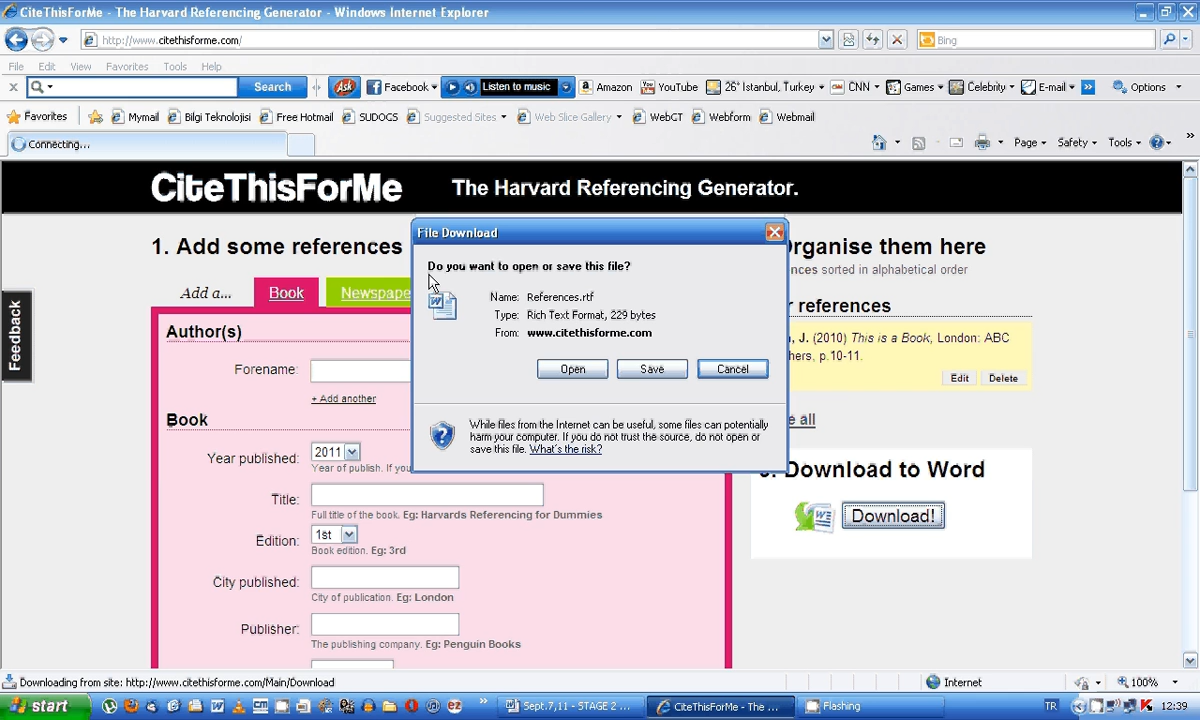 CiteThisForMe - The Harvard Referencing Generator - Windows Internet Explorer
http://www.citethisforme.com/
Bing
File Edit View Favorites Tools Help
Search
Ask
Facebook
Listen to music
Amazon
YouTube
26° Istanbul, Turkey
CNN
Games
Celebrity
E-mail
Options
Favorites
Mymail
Bilgi Teknolojisi
Free Hotmail
SUDOCS
Suggested Sites
Web Slice Gallery
WebCT
Webform
Webmail
Connecting...
Page Safety Tools
CiteThisForMe
The Harvard Referencing Generator.
1. Add some references
Add a...
Book
Newspape
Author(s)
Forename:
+ Add another
Book
Year published:
2011
Year of publish. If you
Title:
Full title of the book. Eg: Harvards Referencing for Dummies
Edition:
1st
Book edition. Eg: 3rd
City published:
City of publication. Eg: London
Publisher:
The publishing company. Eg: Penguin Books
Feedback
File Download
Do you want to open or save this file?
Name: References.rtf
Type: Rich Text Format, 229 bytes
From: www.citethisforme.com
Open
Save
Cancel
While files from the Internet can be useful, some files can potentially
harm your computer. If you do not trust the source, do not open or
save this file. What's the risk?
rganise them here
nces sorted in alphabetical order
references
, J. (2010) This is a Book, London: ABC
hers, p.10-11.
Edit
Delete
e all
Download to Word
Download!
Downloading from site: http://www.citethisforme.com/Main/Download
Internet
100%
start
W
ez
Sept.7,11 - STAGE 2 ...
CiteThisForMe - The ...
Flashing
TR
12:39